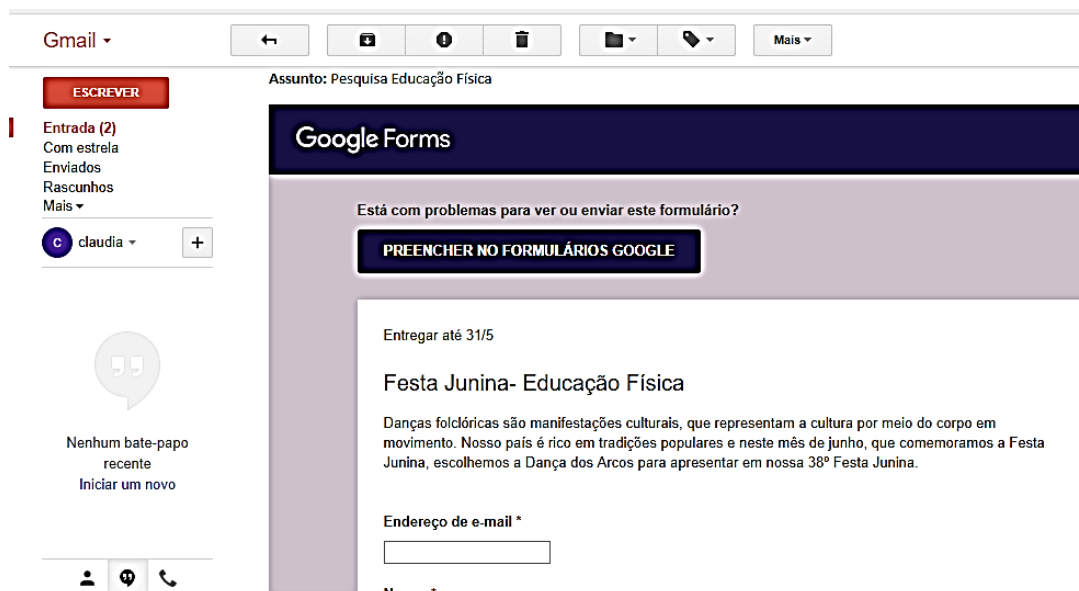 Gmail
Mais
Assunto: Pesquisa Educação Física
ESCREVER
Entrada (2)
Com estrela
Enviados
Rascunhos
Mais
C claudia +
Nenhum bate-papo
recente
Iniciar um novo
Google Forms
Está com problemas para ver ou enviar este formulário?
PREENCHER NO FORMULÁRIOS GOOGLE
Entregar até 31/5
Festa Junina- Educação Física
Danças folclóricas são manifestações culturais, que representam a cultura por meio do corpo em
movimento. Nosso país é rico em tradições populares e neste mês de junho, que comemoramos a Festa
Junina, escolhemos a Dança dos Arcos para apresentar em nossa 38º Festa Junina.
Endereço de e-mail *